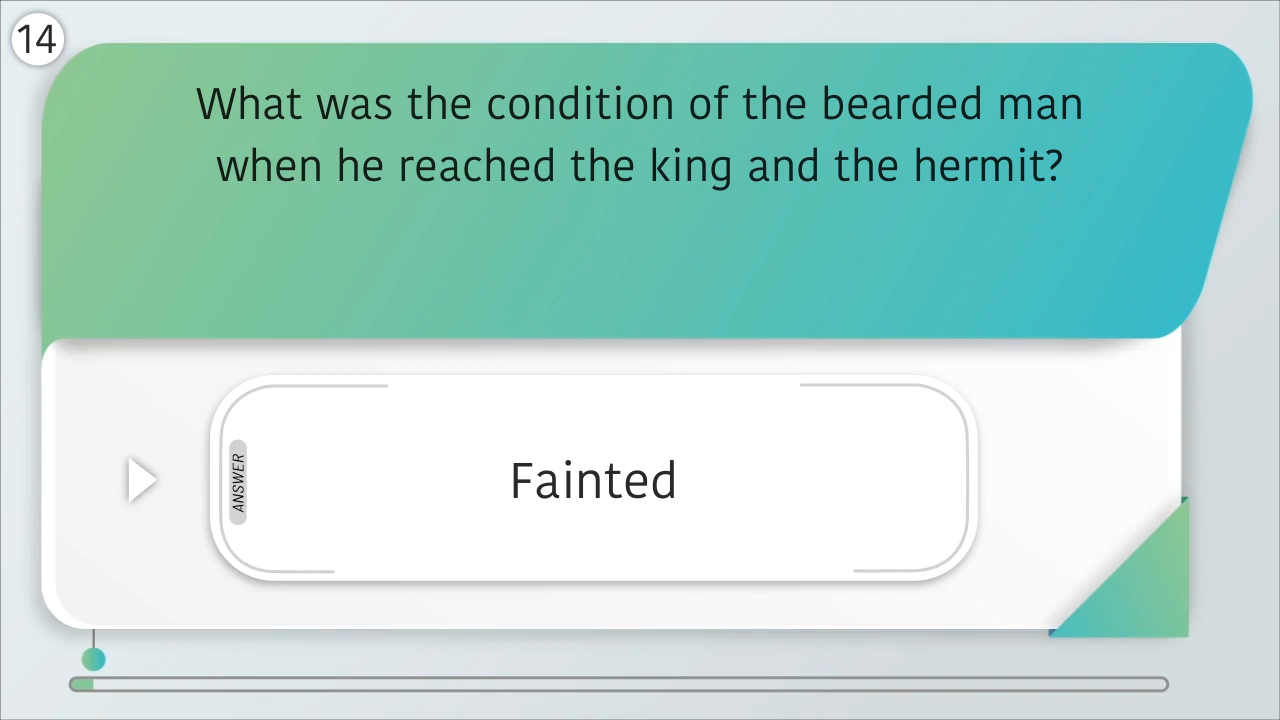 14
What was the condition of the bearded man
when he reached the king and the hermit?
ANSWER
Fainted